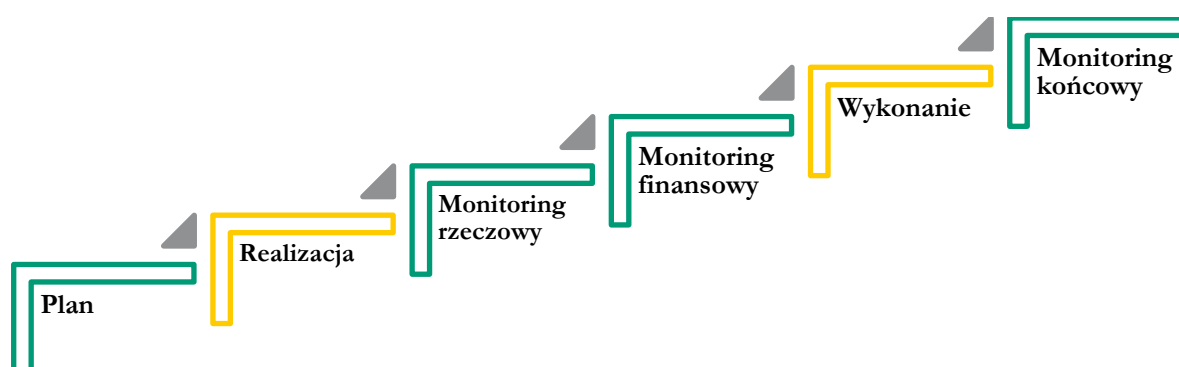 Plan
Realizacja
Monitoring
rzeczowy
Monitoring
finansowy
Wykonanie
Monitoring
końcowy